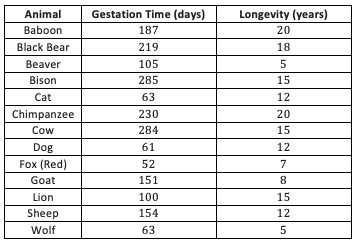 Animal Gestation Time (days) Longevity (years)
Baboon 187 20
Black Bear 219 18
Beaver 105 5
Bison 285 15
Cat 63 12
Chimpanzee 230 20
Cow 284 15
Dog 61 12
Fox (Red) 52 7
Goat 151 8
Lion 100 15
Sheep 154 12
Wolf 63 5